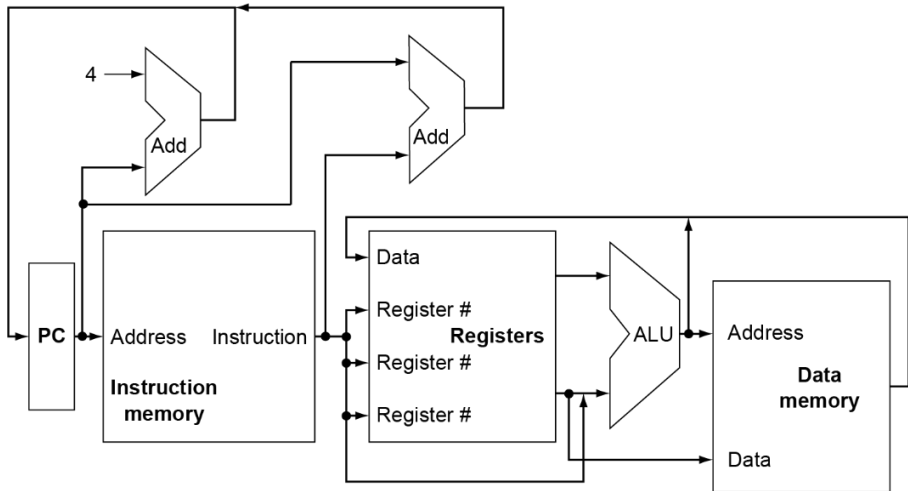 4
Add
Add
Data
Register #
PC
Address
Instruction
Registers
ALU
Address
Register #
Instruction
memory
Data
memory
Register #
Data